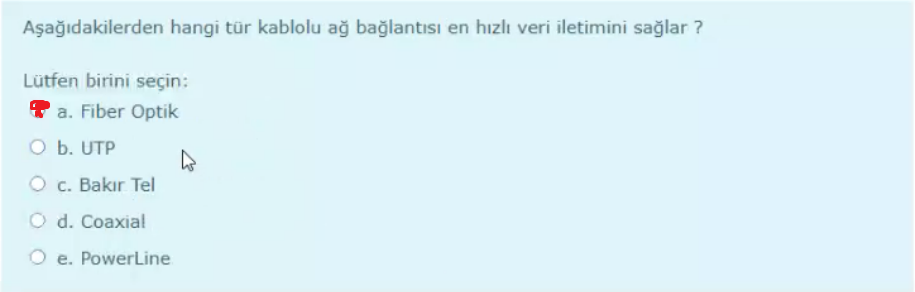 Aşağıdakilerden hangi tür kablolu ağ bağlantısı en hızlı veri iletimini sağlar ?
Lütfen birini seçin:
a. Fiber Optik
b. UTP
c. Bakır Tel
d. Coaxial
e. PowerLine